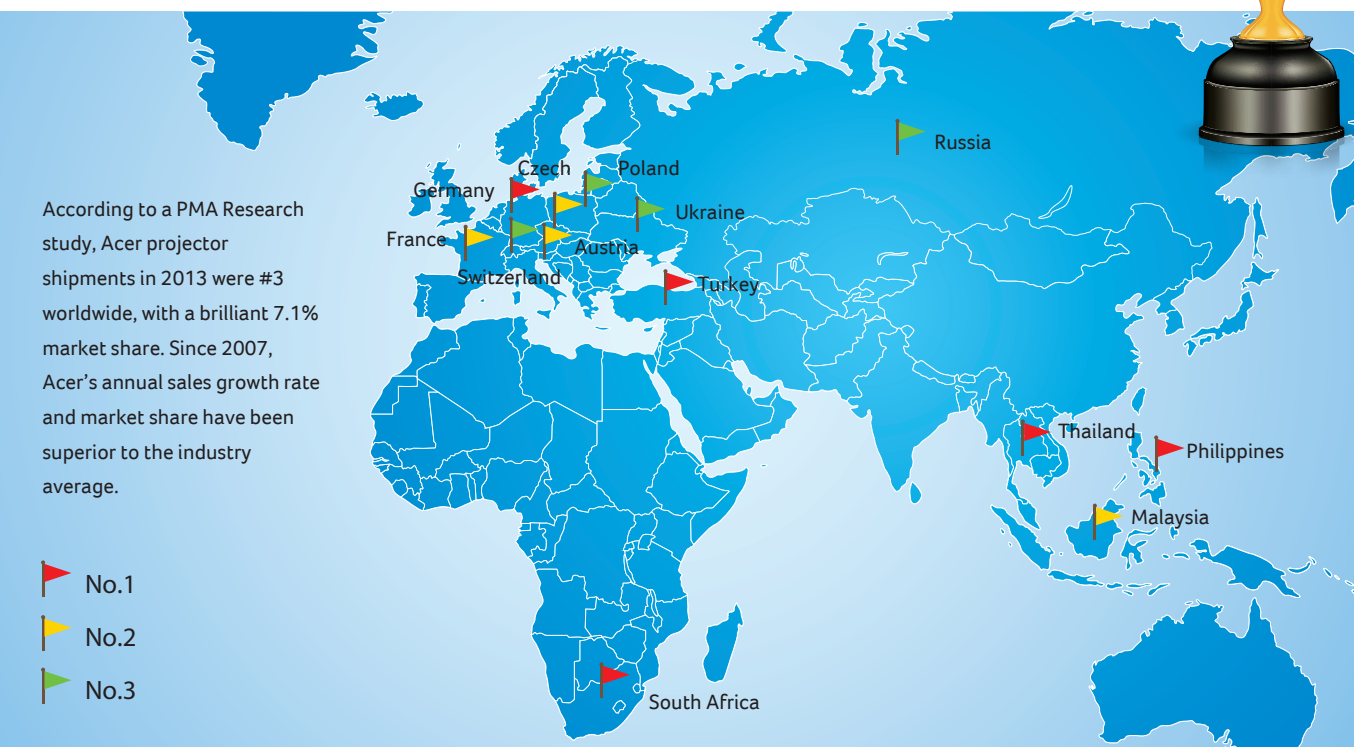 According to a PMA Research
study, Acer projector
shipments in 2013 were #3
worldwide, with a brilliant 7.1%
market share. Since 2007,
Acer’s annual sales growth rate
and market share have been
superior to the industry
average.
No.1
No.2
No.3
Russia
Czech
Poland
Germany
Ukraine
France
Austria
Switzerland
Turkey
Thailand
Philippines
Malaysia
South Africa